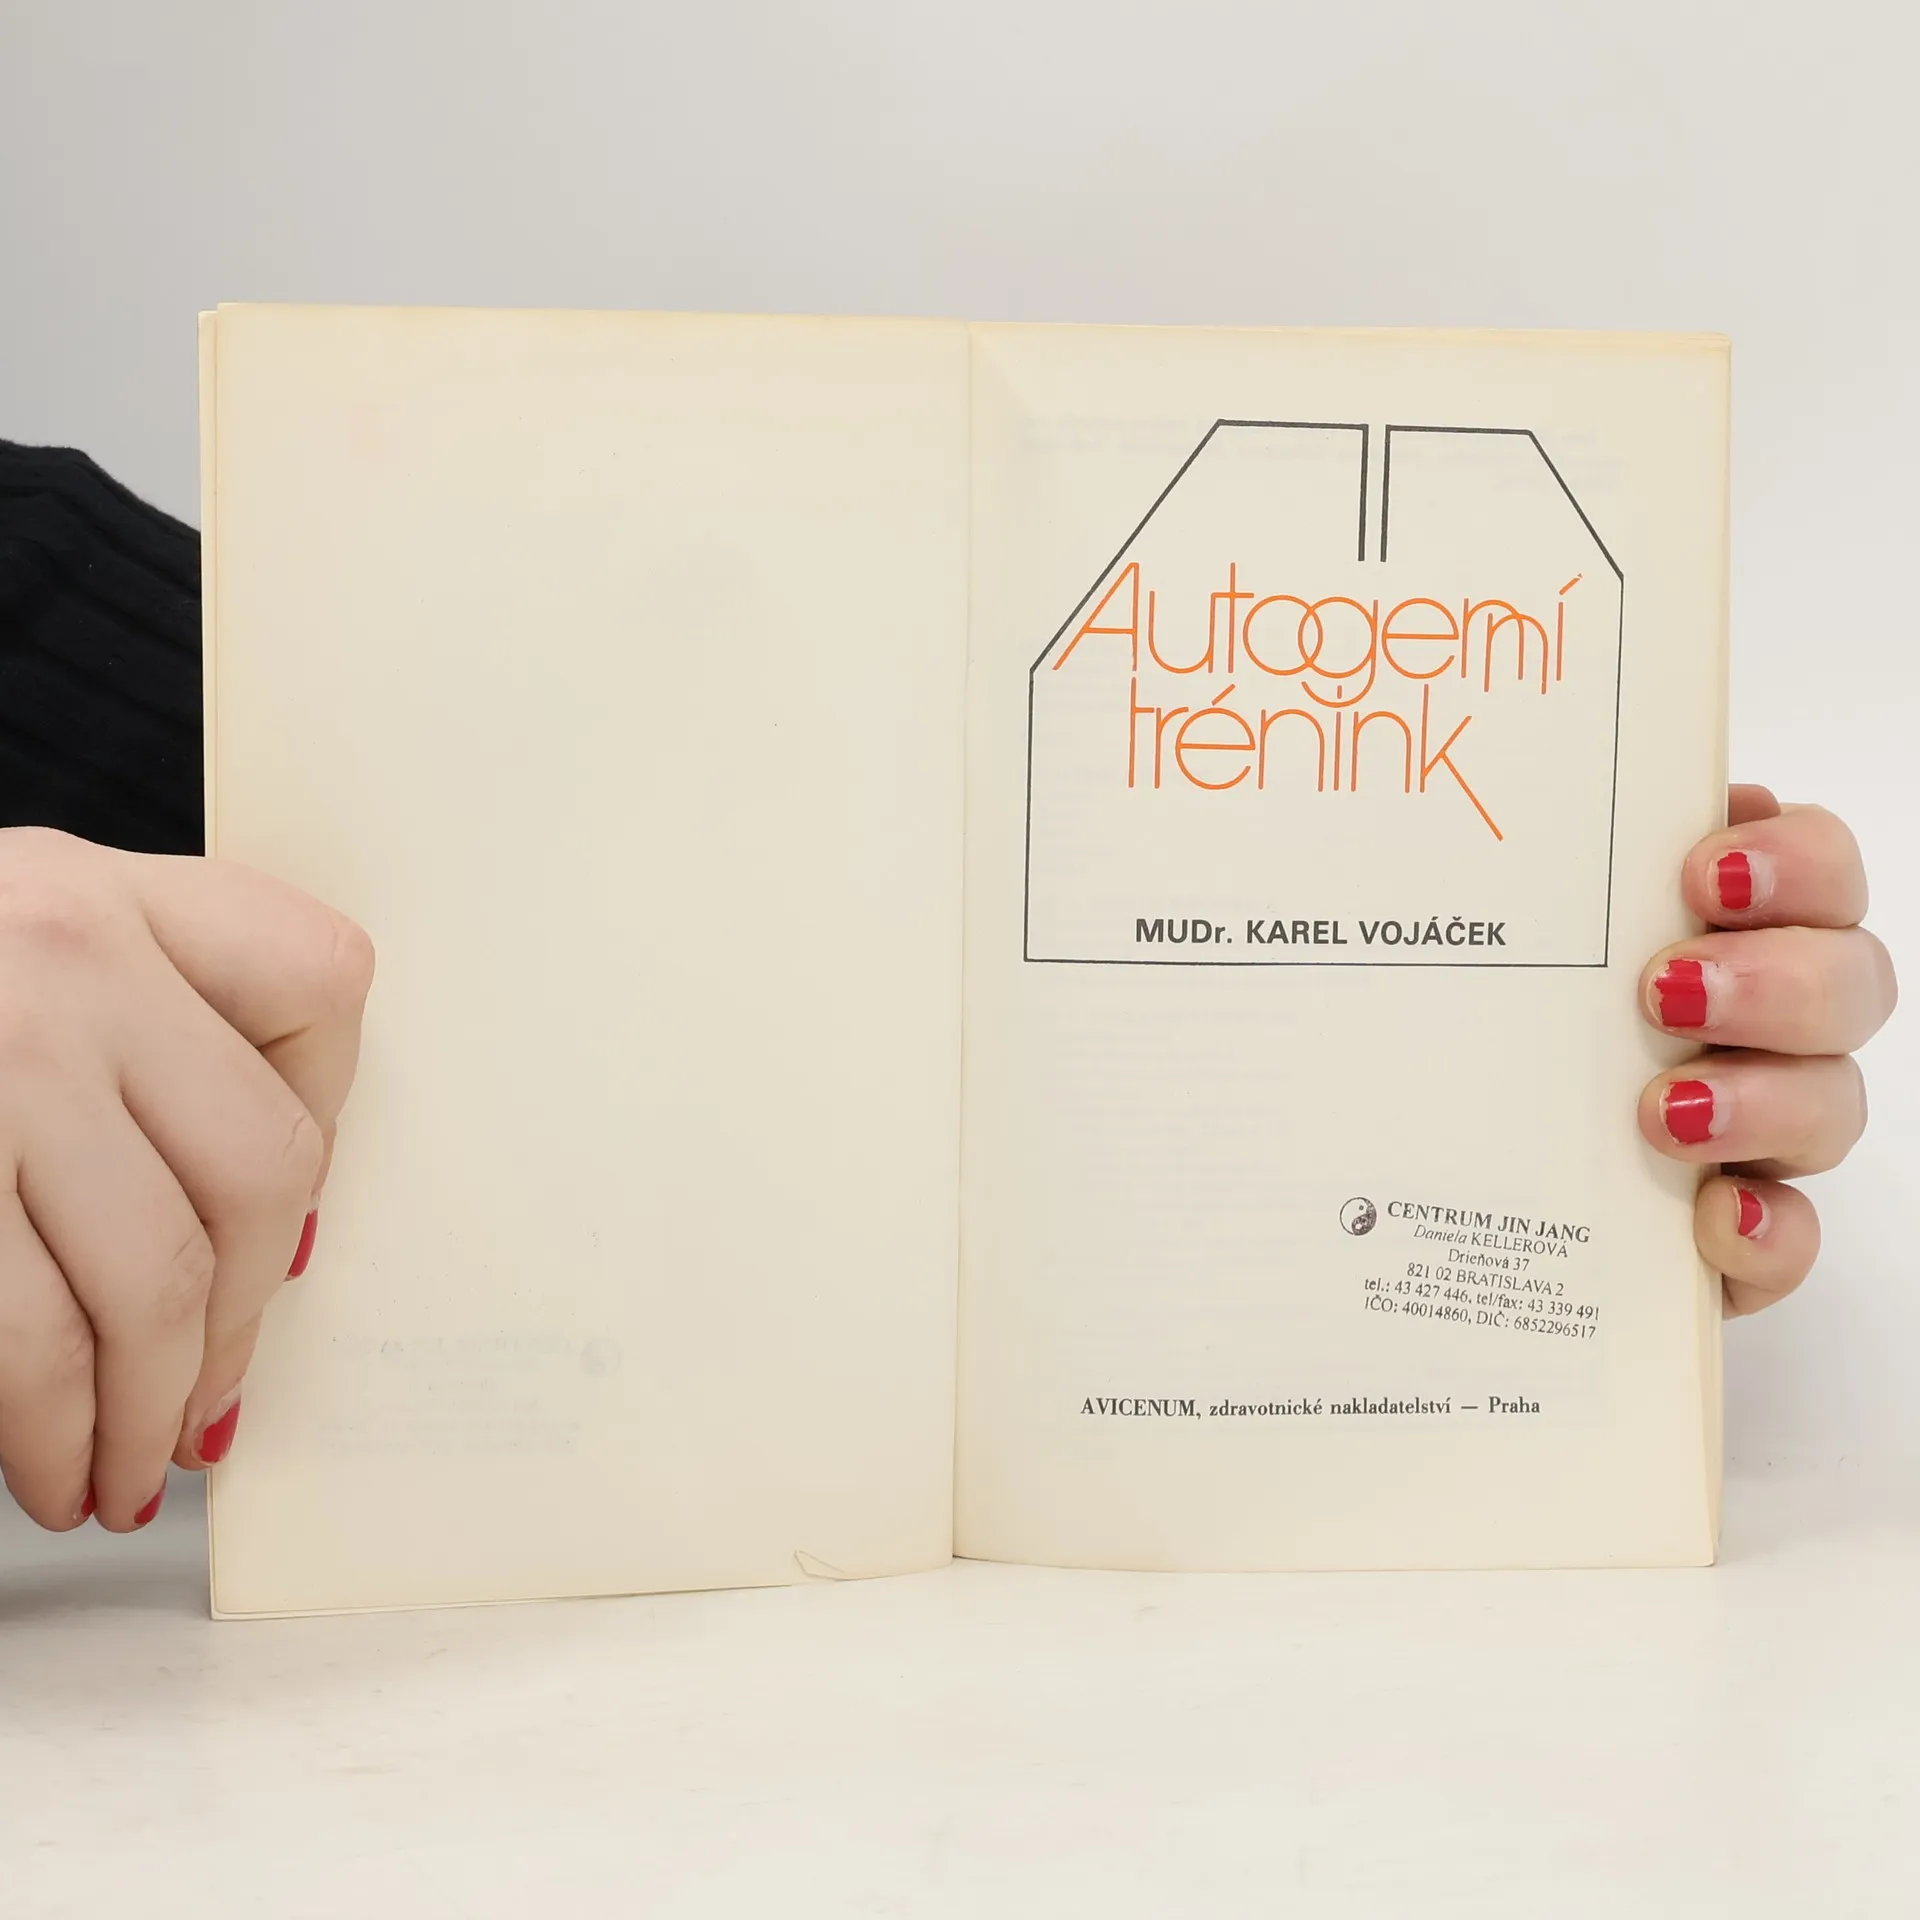 Autogenní
trénink
MUDr. KAREL VOJÁČEK
CENTRUM JIN JANG
Daniela KELLEROVÁ
Drieňová 37
821 02 BRATISLAVA 2
tel.: 43 427 446, tel/fax: 43 339 491
IČO: 40014860, DIČ: 6852296517
AVICENUM, zdravotnické nakladatelství — Praha